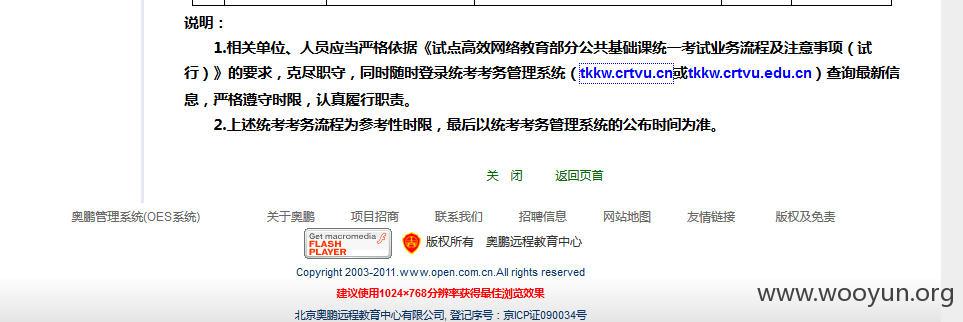 说明：
1.相关单位、人员应当严格依据《试点高效网络教育部分公共基础课统一考试业务流程及注意事项（试
行）》的要求，克尽职守，同时随时登录统考考务管理系统（tkkw.crtvu.cn或tkkw.crtvu.edu.cn）查询最新信
息，严格遵守时限，认真履行职责。
2.上述统考考务流程为参考性时限，最后以统考考务管理系统的公布时间为准。
关 闭 返回页首
奥鹏管理系统(OES系统) 关于奥鹏 项目招商 联系我们 招聘信息 网站地图 友情链接 版权及免责
Get macromedia
FLASH
PLAYER
版权所有 奥鹏远程教育中心
Copyright 2003-2011.www.open.com.cn.All rights reserved
建议使用1024×768分辨率获得最佳浏览效果
www.wooyun.org
北京奥鹏远程教育中心有限公司, 登记序号：京ICP证090034号